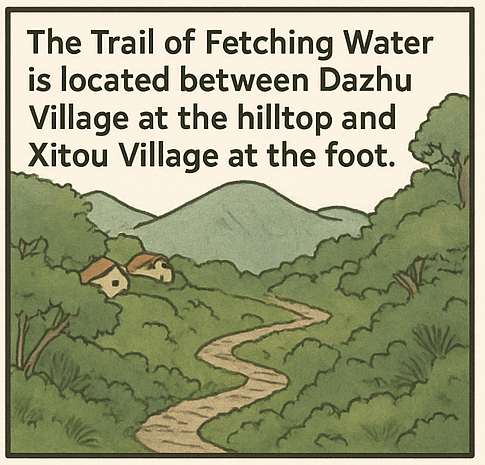 The Trail of Fetching Water
is located between Dazhu
Village at the hilltop and
Xitou Village at the foot.